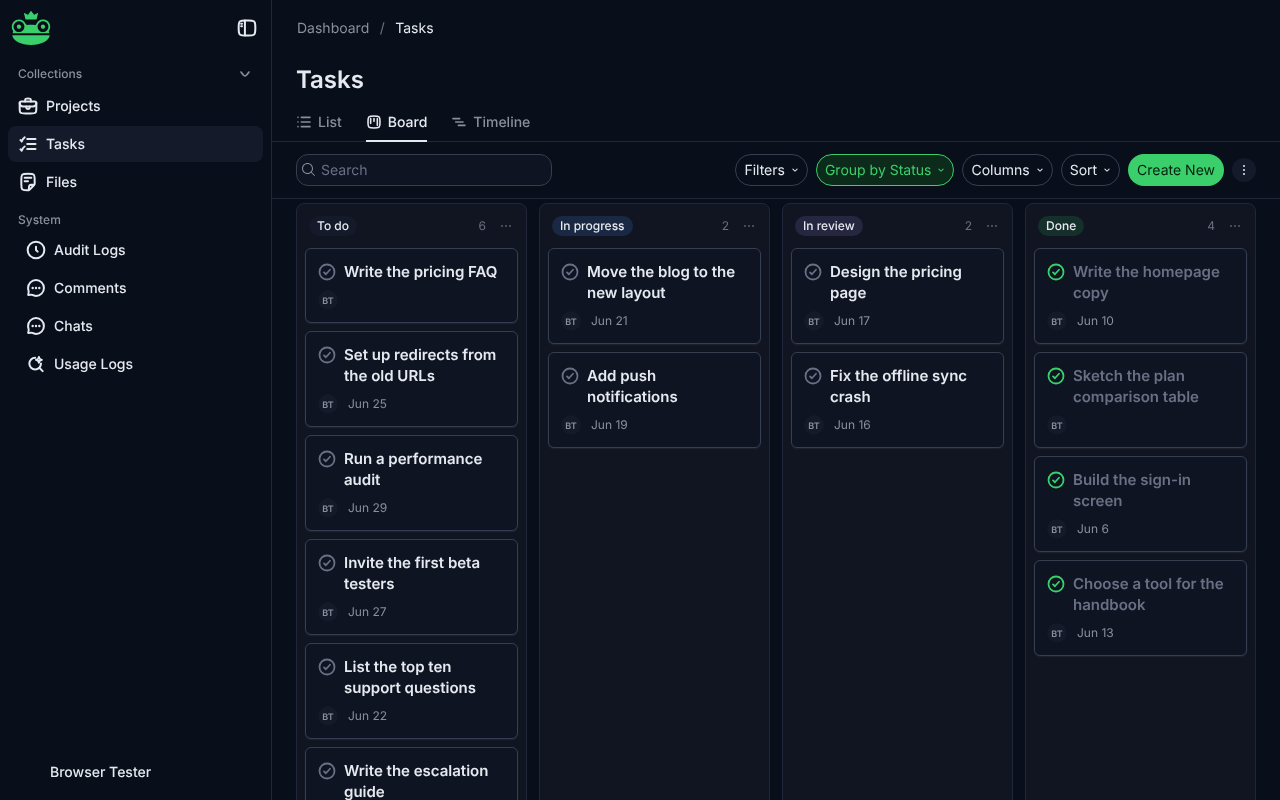 Collections
Projects
Tasks
Files
System
Audit Logs
Comments
Chats
Usage Logs
Browser Tester
Dashboard / Tasks
Tasks
List
Board
Timeline
Search
Filters
Group by Status
Columns
Sort
Create New
To do 6
Write the pricing FAQ
BT
Set up redirects from
the old URLs
BT Jun 25
Run a performance
audit
BT Jun 29
Invite the first beta
testers
BT Jun 27
List the top ten
support questions
BT Jun 22
Write the escalation
guide
In progress 2
Move the blog to the
new layout
BT Jun 21
Add push
notifications
BT Jun 19
In review 2
Design the pricing
page
BT Jun 17
Fix the offline sync
crash
BT Jun 16
Done 4
Write the homepage
copy
BT Jun 10
Sketch the plan
comparison table
BT
Build the sign-in
screen
BT Jun 6
Choose a tool for the
handbook
BT Jun 13